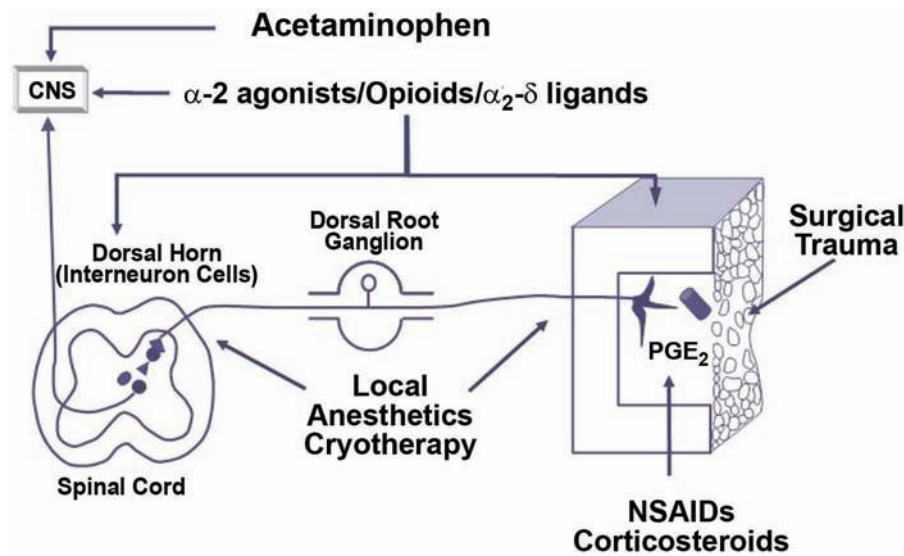 Acetaminophen
CNS
α-2 agonists/Opioids/α₂-δ ligands
Dorsal Horn
(Interneuron Cells)
Dorsal Root
Ganglion
Surgical
Trauma
PGE₂
Local
Anesthetics
Cryotherapy
Spinal Cord
NSAIDs
Corticosteroids